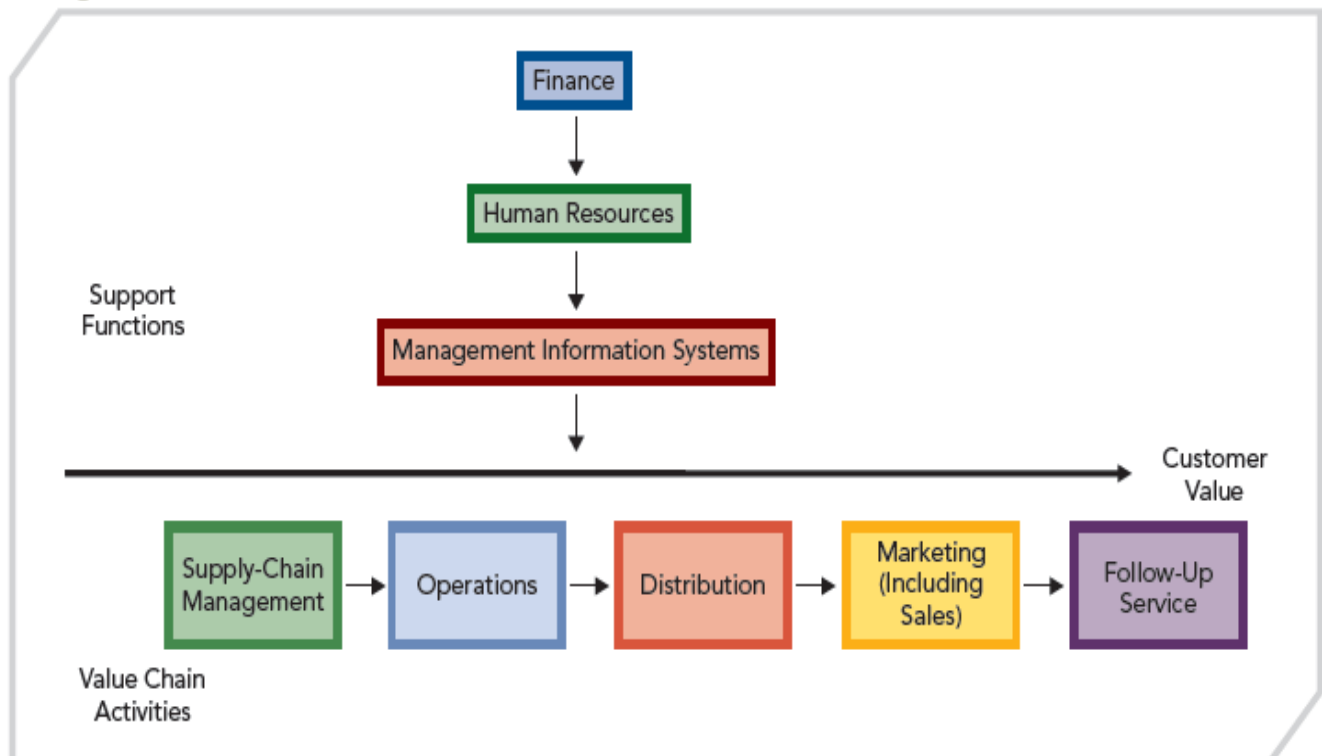 Finance
Human Resources
Support
Functions
Management Information Systems
Customer
Value
Supply-Chain
Management
Operations
Distribution
Marketing
(Including
Sales)
Follow-Up
Service
Value Chain
Activities